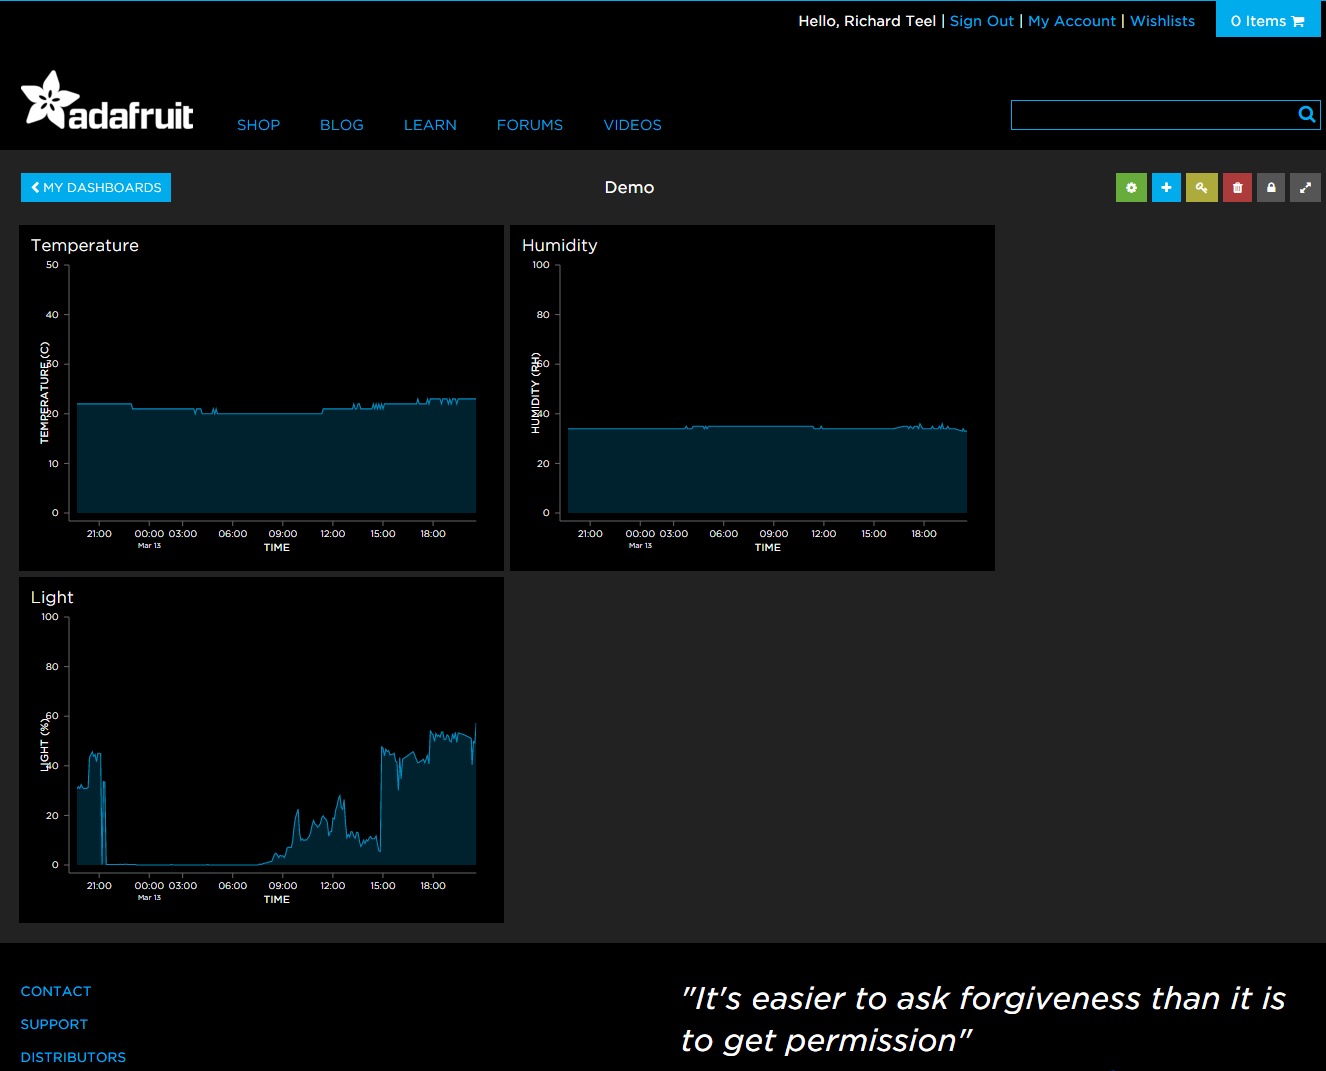 Hello, Richard Teel | Sign Out | My Account | Wishlists
0 Items
adafruit
SHOP BLOG LEARN FORUMS VIDEOS
MY DASHBOARDS
Demo
Temperature
50
40
30
20
10
0
TEMPERATURE (C)
21:00 00:00 03:00 06:00 09:00 12:00 15:00 18:00
Mar 13
TIME
Humidity
100
80
60
40
20
0
HUMIDITY (RH)
21:00 00:00 03:00 06:00 09:00 12:00 15:00 18:00
Mar 13
TIME
Light
100
80
60
40
20
0
LIGHT (%)
21:00 00:00 03:00 06:00 09:00 12:00 15:00 18:00
Mar 13
TIME
CONTACT
SUPPORT
DISTRIBUTORS
"It's easier to ask forgiveness than it is
to get permission"